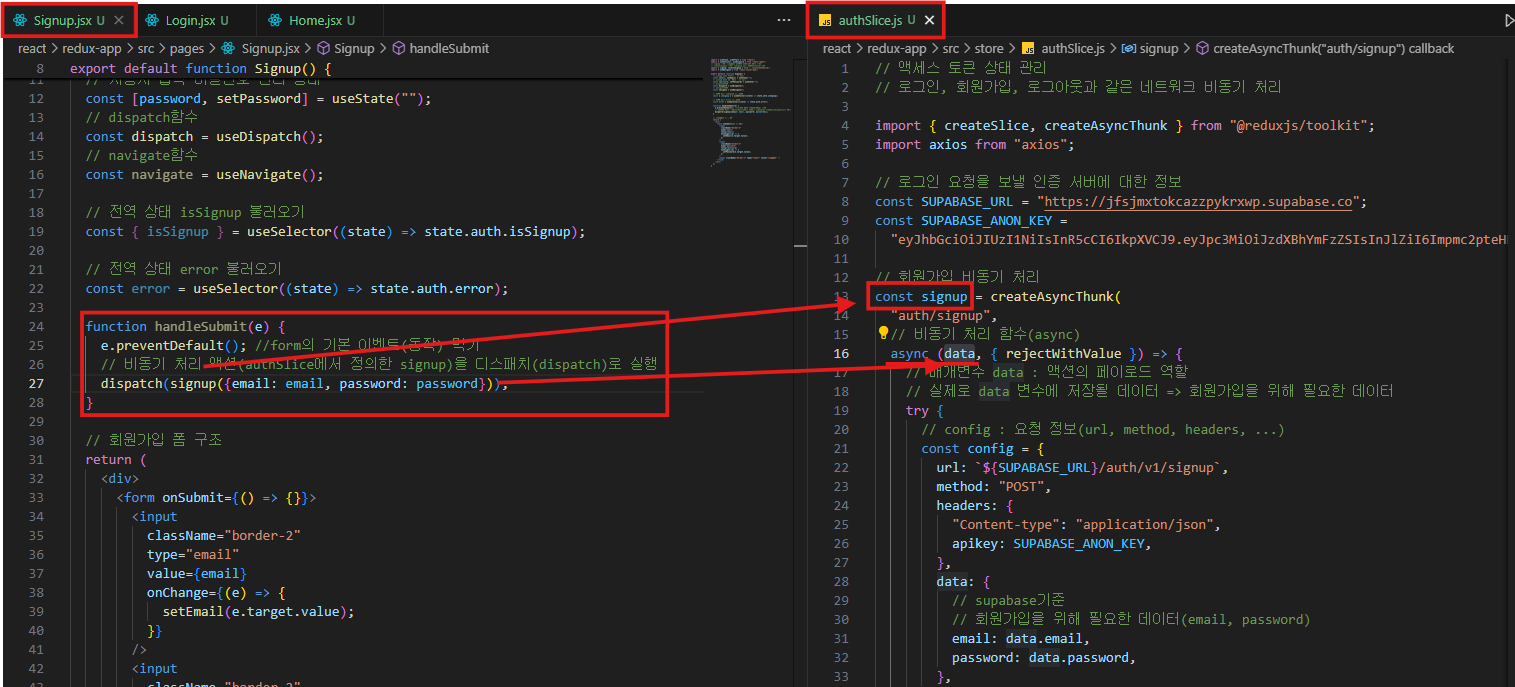 Signup.jsx U
Login.jsx U
Home.jsx U
react > redux-app > src > pages > Signup.jsx > Signup > handleSubmit
8 export default function Signup() {
12 const [password, setPassword] = useState("");
13 // dispatch함수
14 const dispatch = useDispatch();
15 // navigate함수
16 const navigate = useNavigate();
17
18 // 전역 상태 isSignup 불러오기
19 const { isSignup } = useSelector((state) => state.auth.isSignup);
20
21 // 전역 상태 error 불러오기
22 const error = useSelector((state) => state.auth.error);
23
24 function handleSubmit(e) {
25 e.preventDefault(); //form의 기본 이벤트(동작) 막기
26 // 비동기 처리 액션(authSlice에서 정의한 signup)을 디스패치(dispatch)로 실행
27 dispatch(signup({email: email, password: password}));
28 }
29
30 // 회원가입 폼 구조
31 return (
32 <div>
33 <form onSubmit={() => {}}>
34 <input
35 className="border-2"
36 type="email"
37 value={email}
38 onChange={(e) => {
39 setEmail(e.target.value);
40 }}
41 />
42 <input
authSlice.js U
react > redux-app > src > store > JS authSlice.js > signup > createAsyncThunk("auth/signup") callback
1 // 액세스 토큰 상태 관리
2 // 로그인, 회원가입, 로그아웃과 같은 네트워크 비동기 처리
3
4 import { createSlice, createAsyncThunk } from "@reduxjs/toolkit";
5 import axios from "axios";
6
7 // 로그인 요청을 보낼 인증 서버에 대한 정보
8 const SUPABASE_URL = "https://jfsjmxtokcazzpykrxwp.supabase.co";
9 const SUPABASE_ANON_KEY =
10
11
12 // 회원가입 비동기 처리
13 const signup = createAsyncThunk(
14 "auth/signup",
15 // 비동기 처리 함수(async)
16 async (data, { rejectWithValue }) => {
17 // 매개변수 data : 액션의 페이로드 역할
18 // 실제로 data 변수에 저장될 데이터 => 회원가입을 위해 필요한 데이터
19 try {
20 // config : 요청 정보(url, method, headers, ...)
21 const config = {
22 url: `${SUPABASE_URL}/auth/v1/signup`,
23 method: "POST",
24 headers: {
25 "Content-type": "application/json",
26 apikey: SUPABASE_ANON_KEY,
27 },
28 data: {
29 // supabase기준
30 // 회원가입을 위해 필요한 데이터(email, password)
31 email: data.email,
32 password: data.password,
33 },